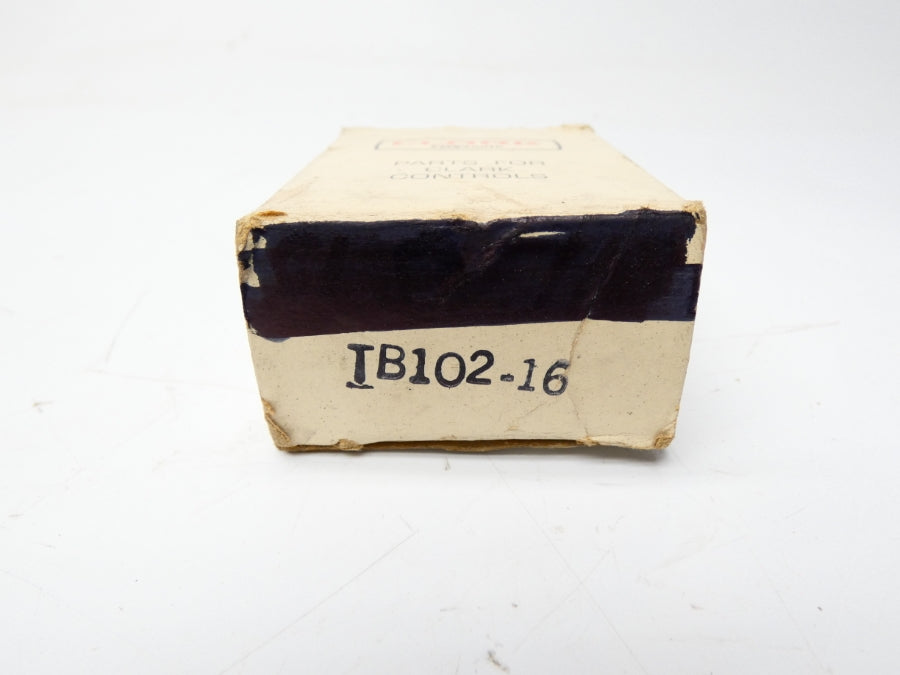 PARTS FOR
CLARK
CONTROLS
IB102-16